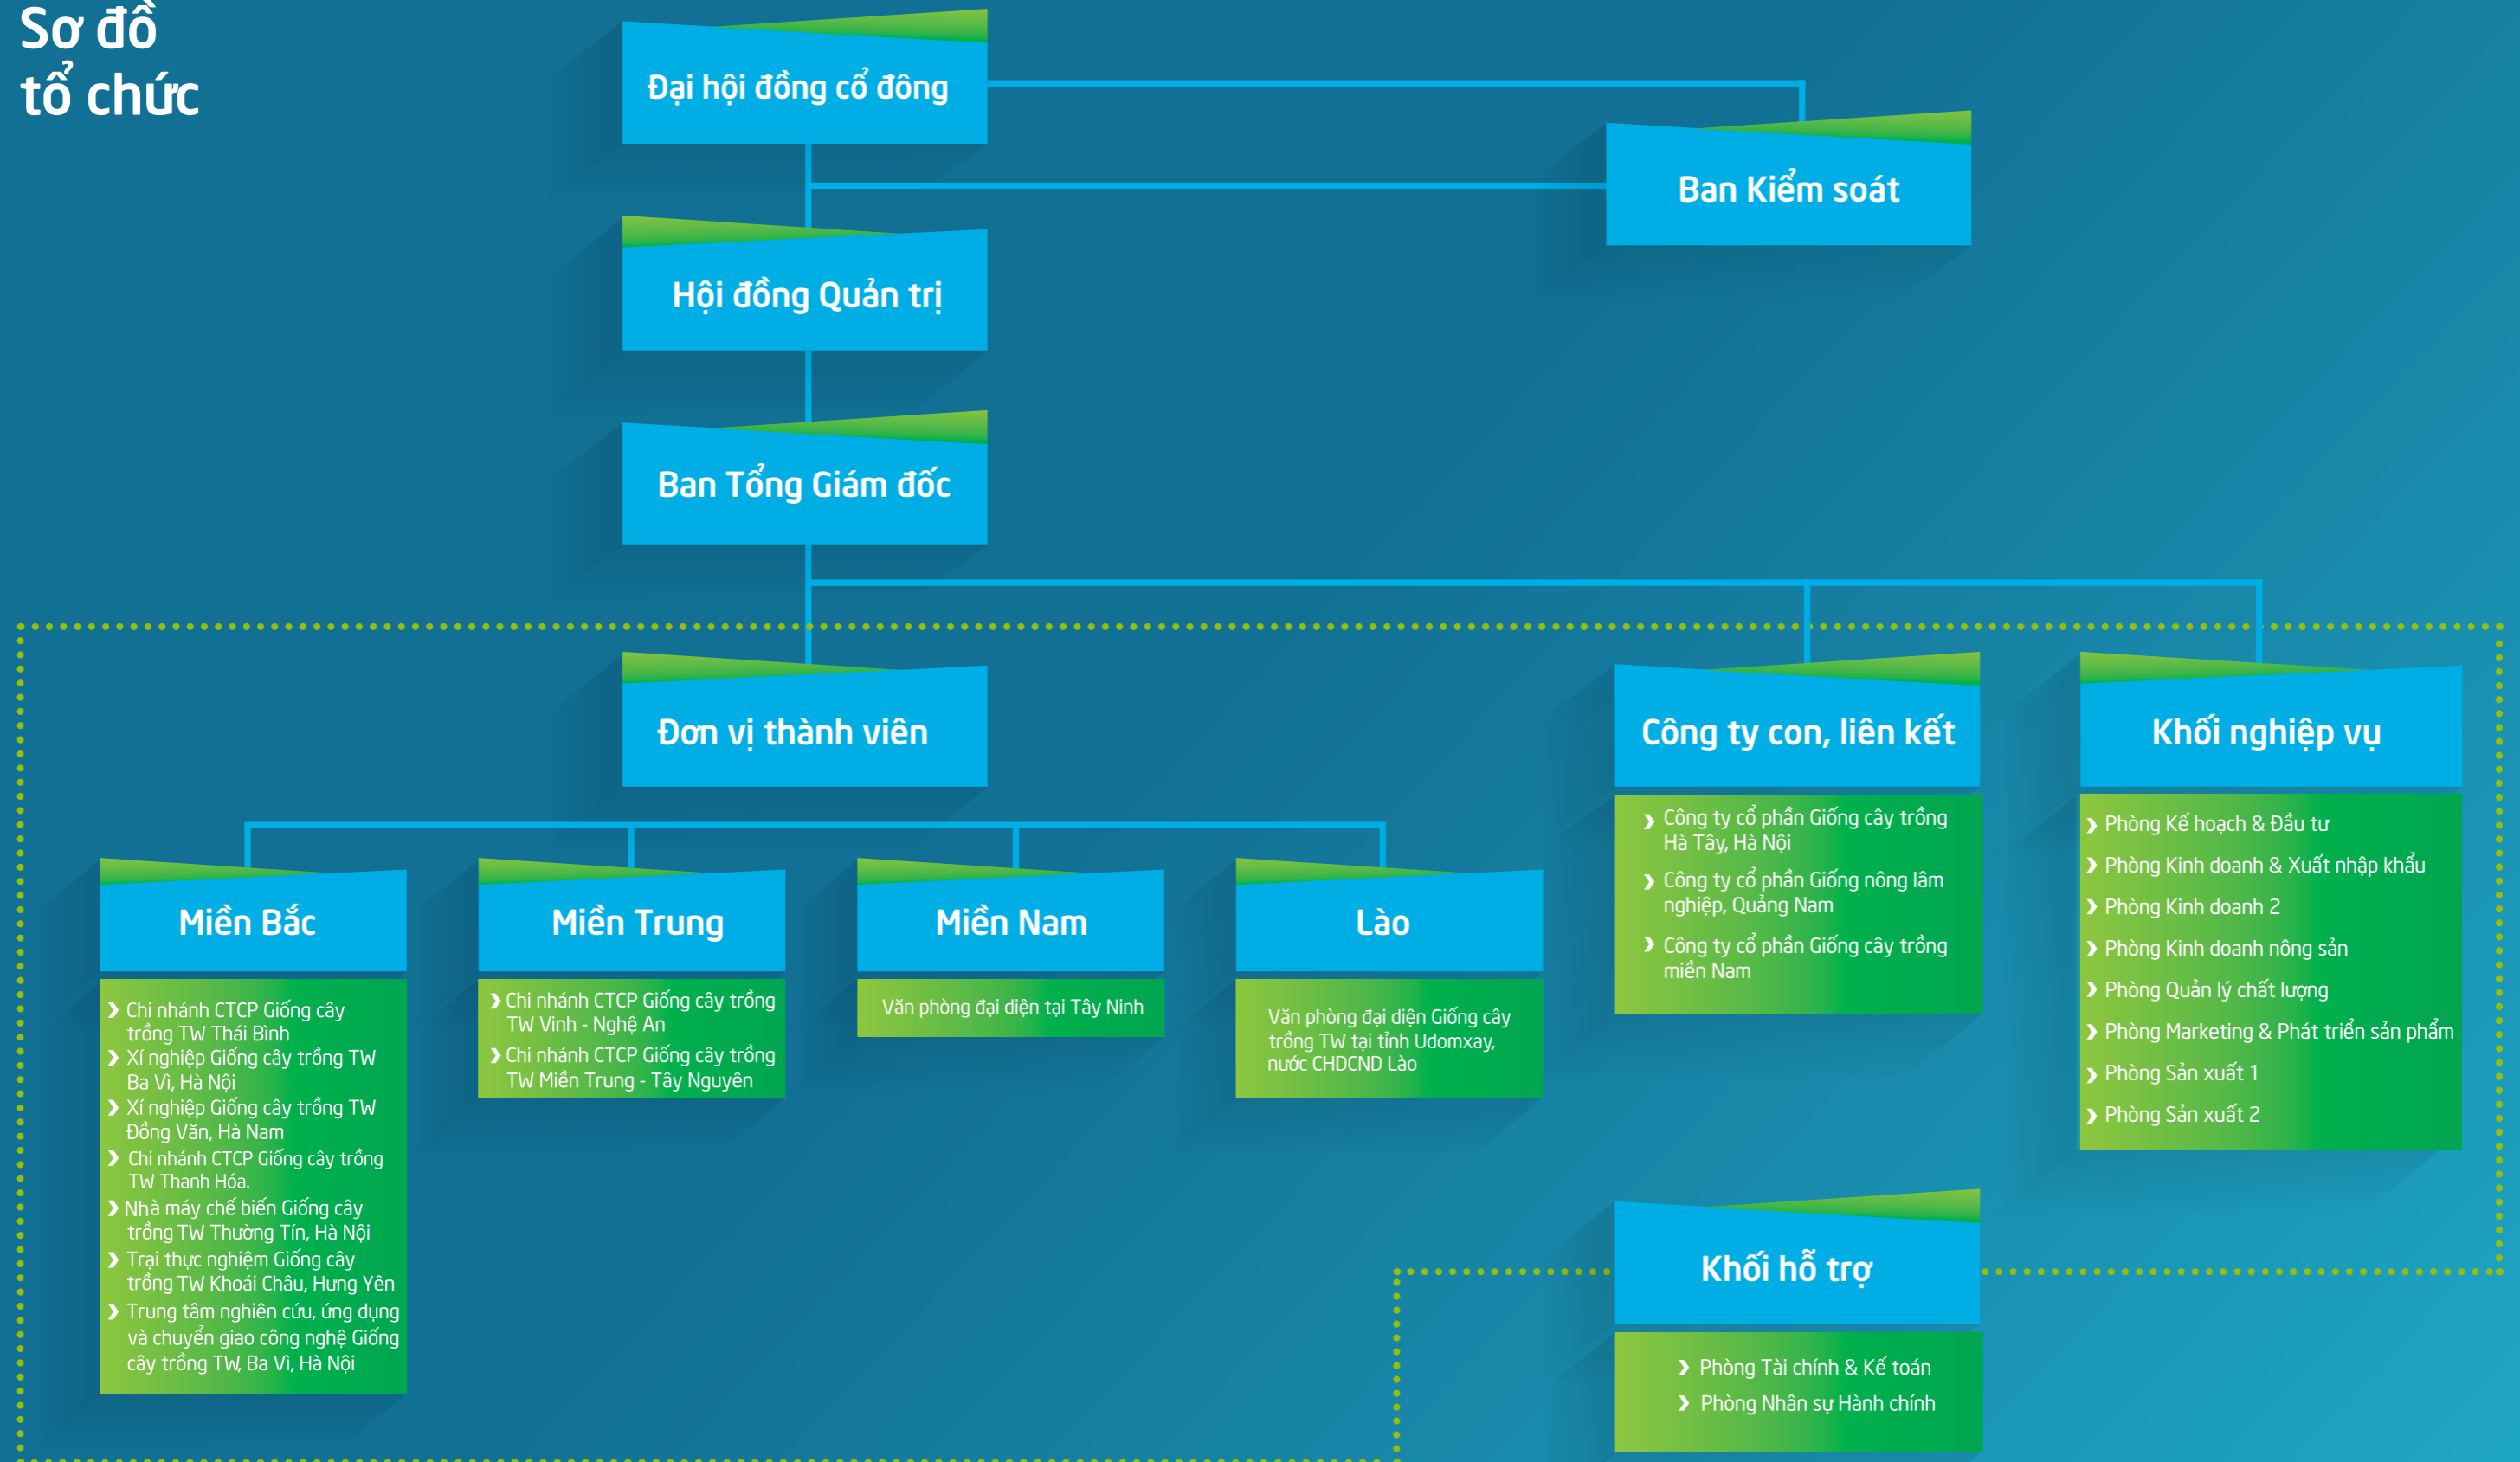 Sơ đồ
tổ chức
Đại hội đồng cổ đông
Ban Kiểm soát
Hội đồng Quản trị
Ban Tổng Giám đốc
Đơn vị thành viên
Công ty con, liên kết
Khối nghiệp vụ
Miền Bắc
Chi nhánh CTCP Giống cây
trồng TW Thái Bình
Xí nghiệp Giống cây trồng TW
Ba Vì, Hà Nội
Xí nghiệp Giống cây trồng TW
Đồng Văn, Hà Nam
Chi nhánh CTCP Giống cây trồng
TW Thanh Hóa.
Nhà máy chế biến Giống cây
trồng TW Thường Tín, Hà Nội
Trại thực nghiệm Giống cây
trồng TW Khoái Châu, Hưng Yên
Trung tâm nghiên cứu, ứng dụng
và chuyển giao công nghệ Giống
cây trồng TW, Ba Vì, Hà Nội
Miền Trung
Chi nhánh CTCP Giống cây trồng
TW Vinh - Nghệ An
Chi nhánh CTCP Giống cây trồng
TW Miền Trung - Tây Nguyên
Miền Nam
Văn phòng đại diện tại Tây Ninh
Lào
Văn phòng đại diện Giống cây
trồng TW tại tỉnh Udomxay,
nước CHDCND Lào
Công ty cổ phần Giống cây trồng
Hà Tây, Hà Nội
Công ty cổ phần Giống nông lâm
nghiệp, Quảng Nam
Công ty cổ phần Giống cây trồng
miền Nam
Phòng Kế hoạch & Đầu tư
Phòng Kinh doanh & Xuất nhập khẩu
Phòng Kinh doanh 2
Phòng Kinh doanh nông sản
Phòng Quản lý chất lượng
Phòng Marketing & Phát triển sản phẩm
Phòng Sản xuất 1
Phòng Sản xuất 2
Khối hỗ trợ
Phòng Tài chính & Kế toán
Phòng Nhân sự Hành chính